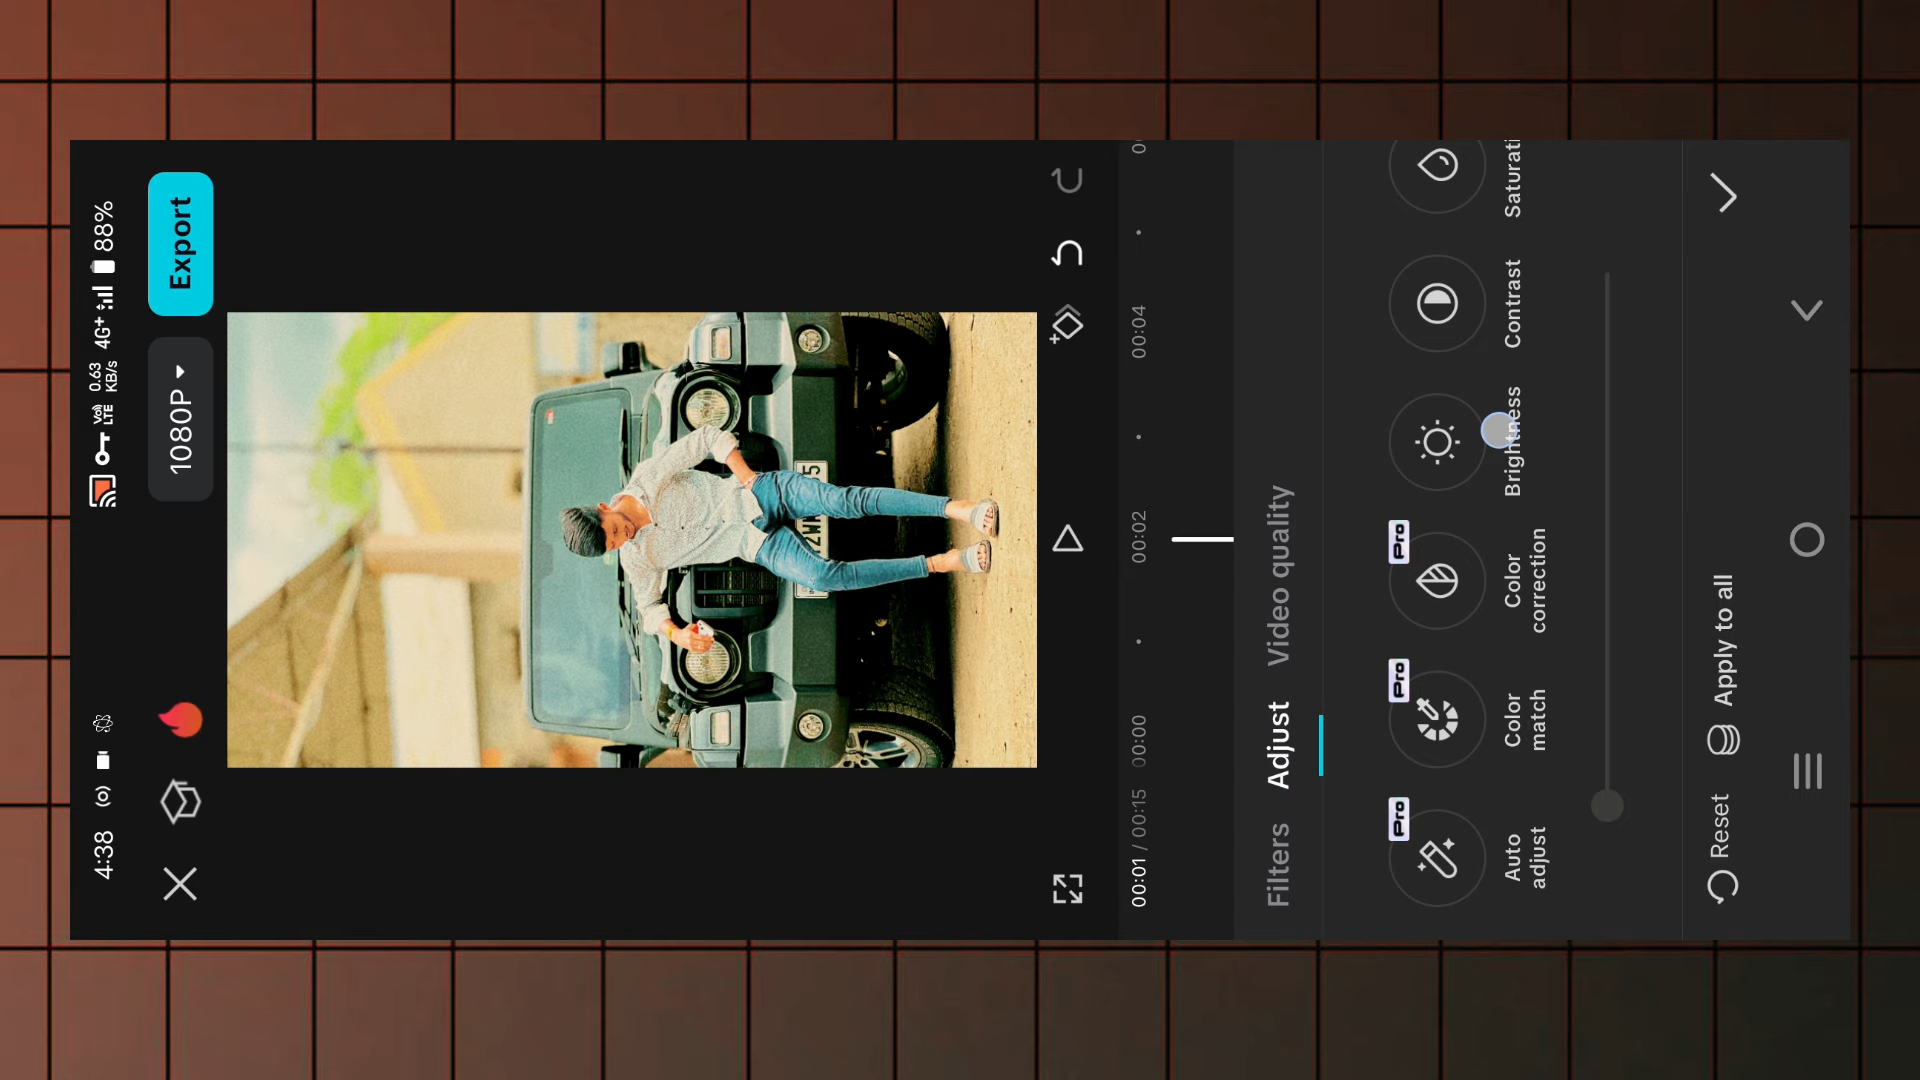 4:38
Vo)) LTE
0.63 KB/s
4G+
88%
1080P
Export
00:01 / 00:15
00:00
00:02
00:04
Filters
Adjust
Video quality
Pro
Auto adjust
Pro
Color match
Pro
Color correction
Brightness
Contrast
Saturati
Reset
Apply to all